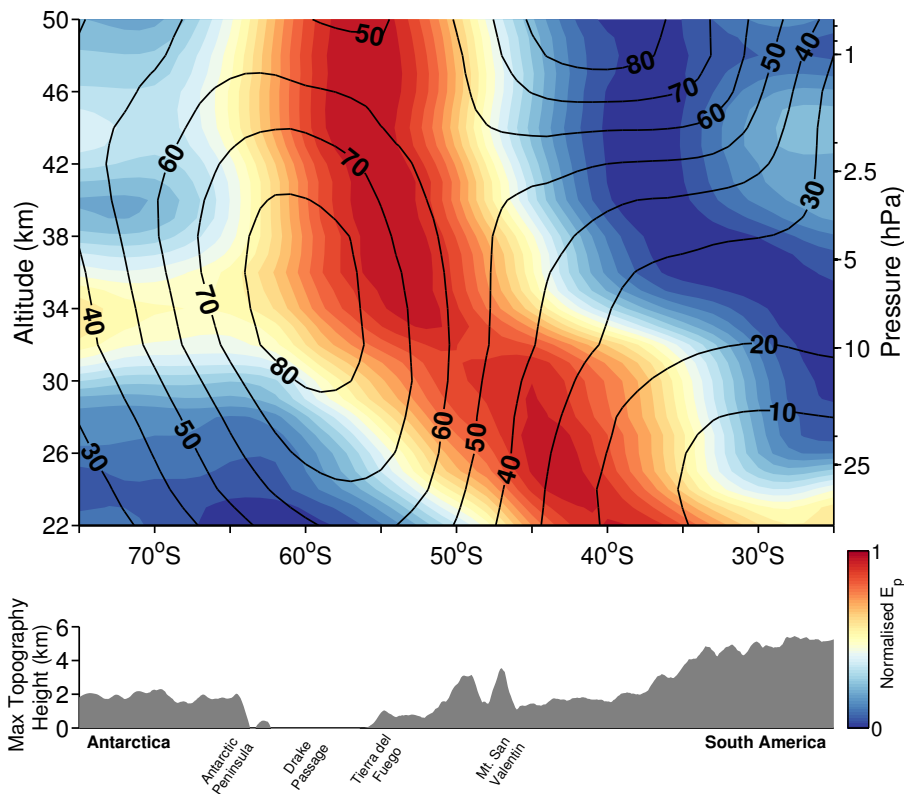 50
46
42
38
34
30
26
22
Altitude (km)
1
2.5
5
10
25
Pressure (hPa)
50
80
70
60
50
40
60
70
30
70
40
80
20
10
60
50
50
40
30
70°S
60°S
50°S
40°S
30°S
1
0
Normalised Ep
6
4
2
0
Max Topography
Height (km)
Antarctica
South America
Antarctic
Peninsula
Drake
Passage
Tierra del
Fuego
Mt. San
Valentin